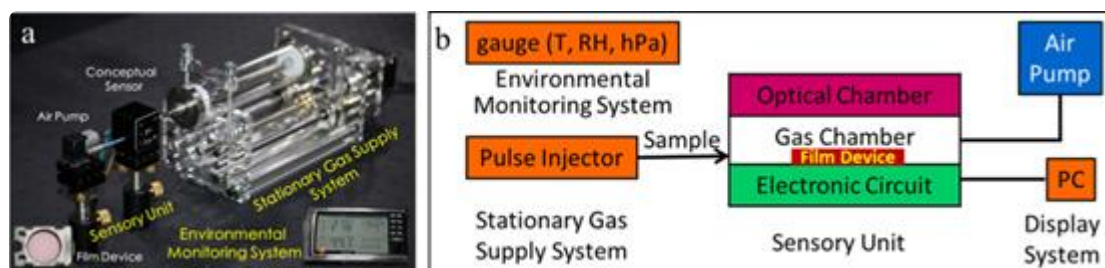 a
Conceptual
Sensor
Air Pump
Sensory Unit
Stationary Gas Supply
System
Environmental
Monitoring System
Film Device
b
gauge (T, RH, hPa)
Environmental
Monitoring System
Pulse Injector
Sample
Stationary Gas
Supply System
Optical Chamber
Gas Chamber
Film Device
Electronic Circuit
Sensory Unit
Air
Pump
PC
Display
System